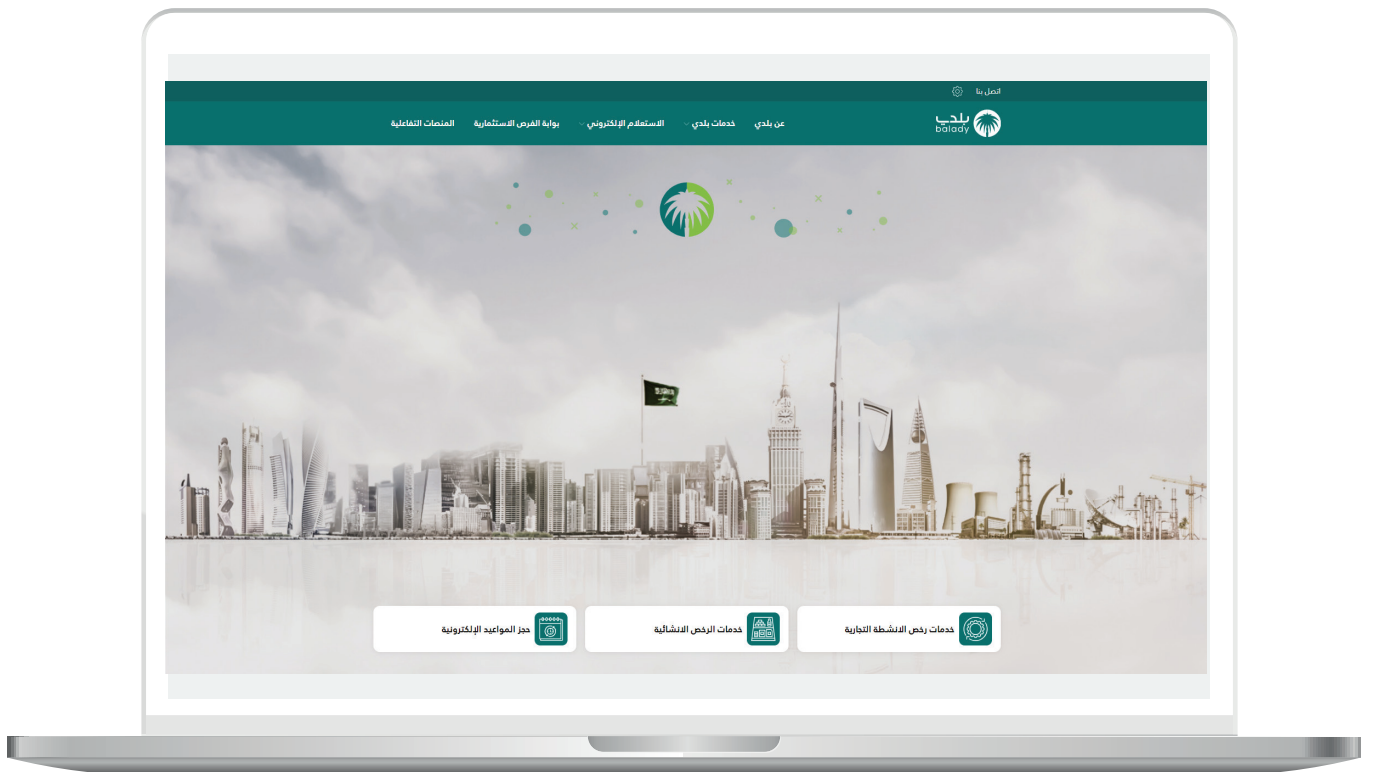 اتصل بنا
بلدي
balady
عن بلدي
خدمات بلدي
الاستعلام الإلكتروني
بوابة الفرص الاستثمارية
المنصات التفاعلية
خدمات رخص الانشطة التجارية
خدمات الرخص الانشائية
حجز المواعيد الإلكترونية